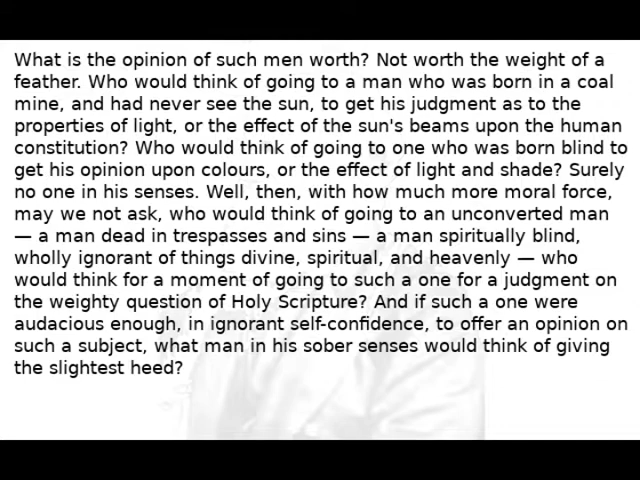 What is the opinion of such men worth? Not worth the weight of a
feather. Who would think of going to a man who was born in a coal
mine, and had never see the sun, to get his judgment as to the
properties of light, or the effect of the sun's beams upon the human
constitution? Who would think of going to one who was born blind to
get his opinion upon colours, or the effect of light and shade? Surely
no one in his senses. Well, then, with how much more moral force,
may we not ask, who would think of going to an unconverted man
— a man dead in trespasses and sins — a man spiritually blind,
wholly ignorant of things divine, spiritual, and heavenly — who
would think for a moment of going to such a one for a judgment on
the weighty question of Holy Scripture? And if such a one were
audacious enough, in ignorant self-confidence, to offer an opinion on
such a subject, what man in his sober senses would think of giving
the slightest heed?